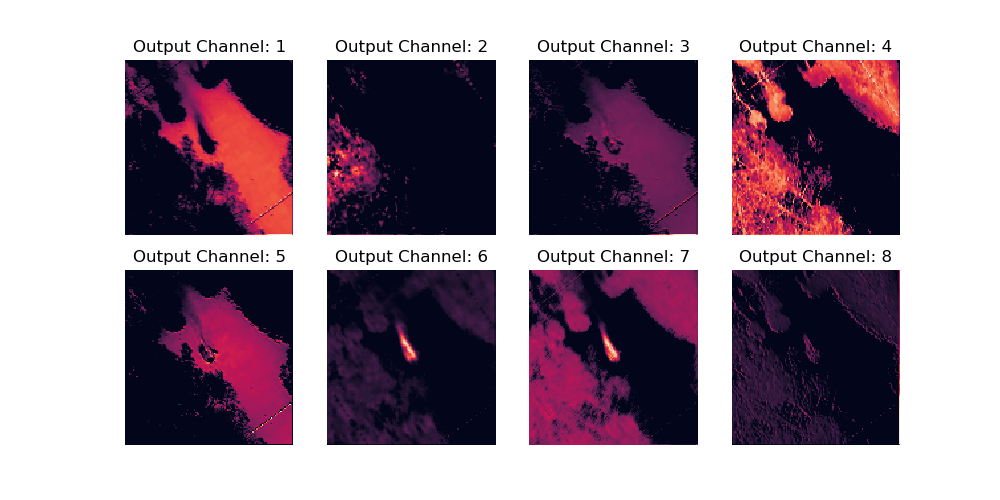 Output Channel: 1
Output Channel: 2
Output Channel: 3
Output Channel: 4
Output Channel: 5
Output Channel: 6
Output Channel: 7
Output Channel: 8